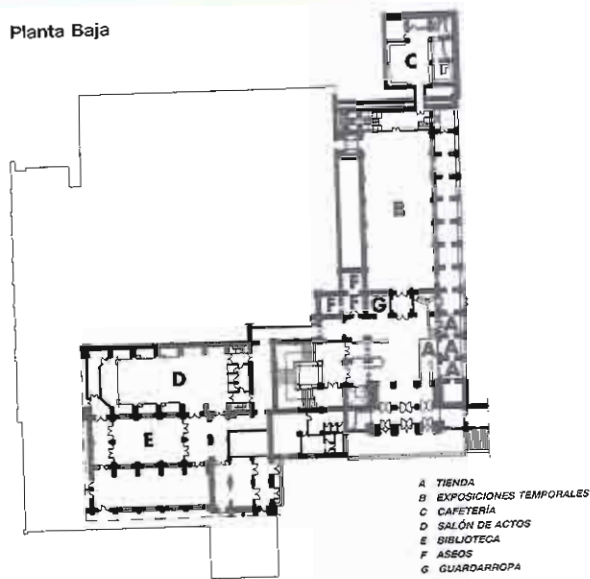 Planta Baja
C
F
B
F
F F G
A
A A
A
D
E
A TIENDA
B EXPOSICIONES TEMPORALES
C CAFETERÍA
D SALÓN DE ACTOS
E BIBLIOTECA
F ASEOS
G GUARDARROPA